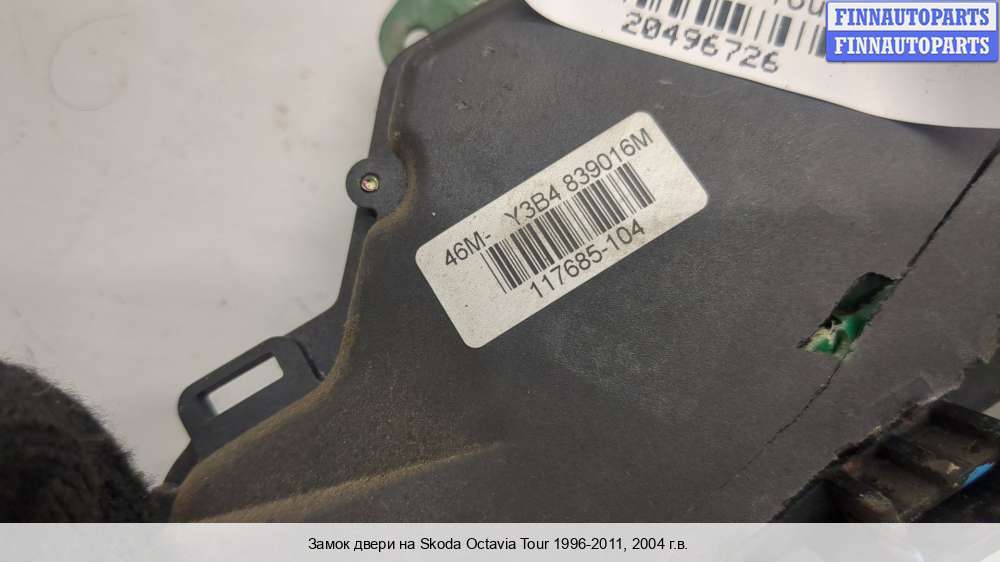 20496726
FINNAUTOPARTS
FINNAUTOPARTS
46M- Y3B4 839016M
117685-104
Замок двери на Skoda Octavia Tour 1996-2011, 2004 г.в.